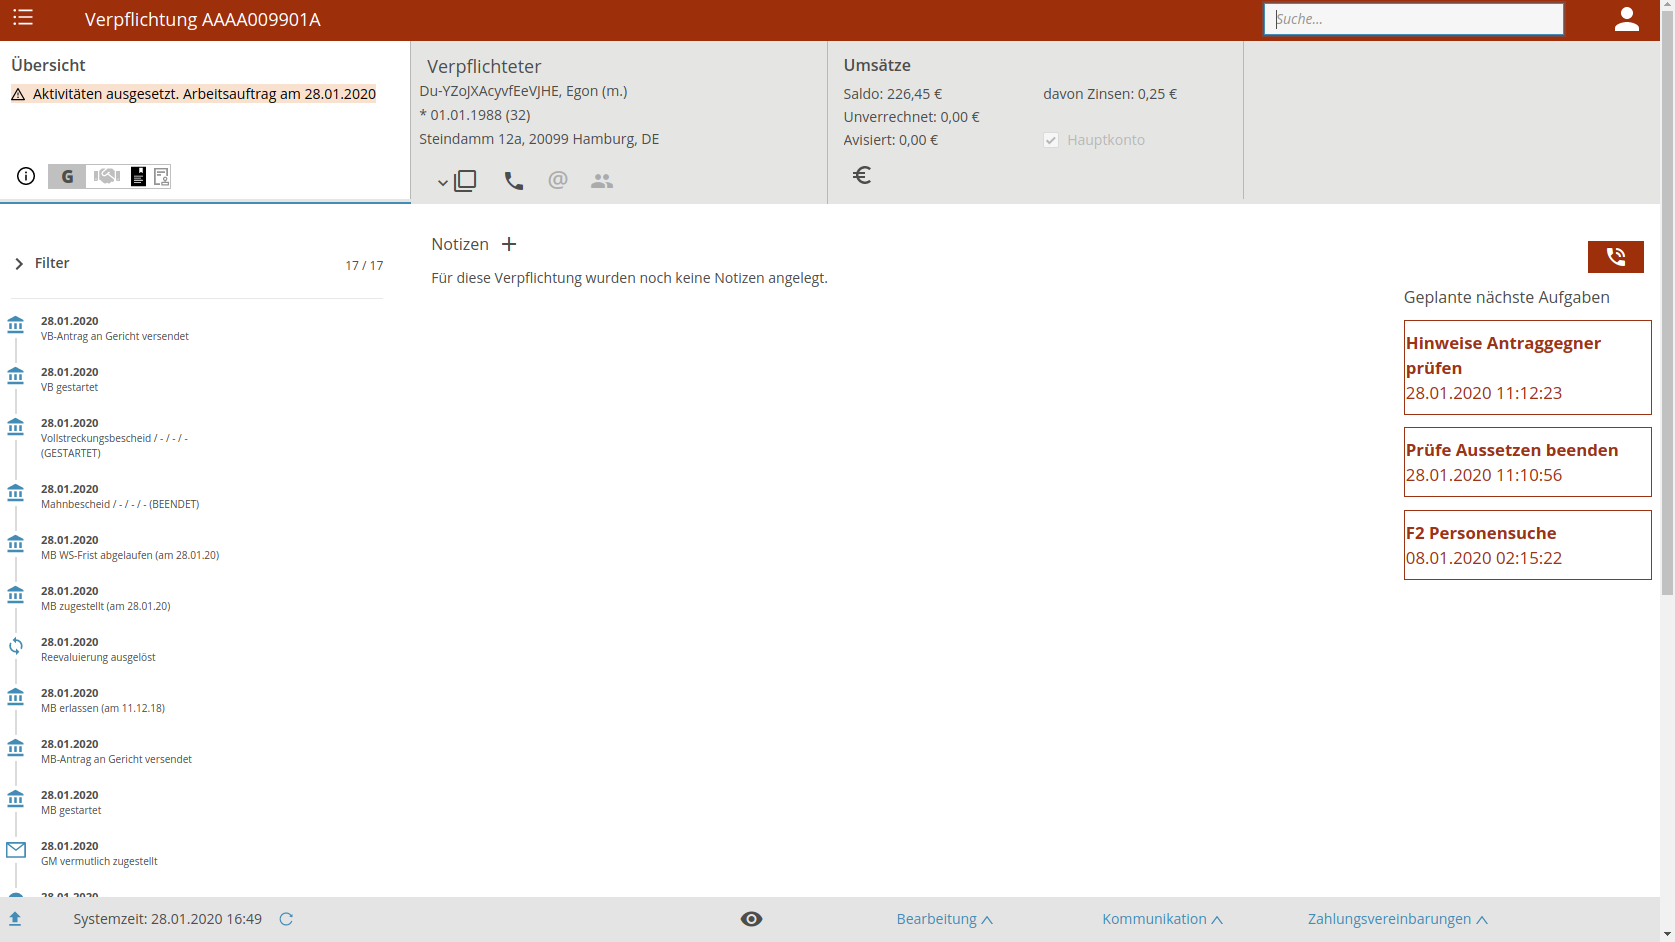 Verpflichtung AAAA009901A
Suche...
Übersicht
Aktivitäten ausgesetzt. Arbeitsauftrag am 28.01.2020
G
Verpflichteter
Du-YZoJXAcyvfEeVJHE, Egon (m.)
* 01.01.1988 (32)
Steindamm 12a, 20099 Hamburg, DE
@
Umsätze
Saldo: 226,45 €
davon Zinsen: 0,25 €
Unverrechnet: 0,00 €
Avisiert: 0,00 €
Hauptkonto
€
Filter
17 / 17
28.01.2020
VB-Antrag an Gericht versendet
28.01.2020
VB gestartet
28.01.2020
Vollstreckungsbescheid / - / - / -
(GESTARTET)
28.01.2020
Mahnbescheid / - / - / - (BEENDET)
28.01.2020
MB WS-Frist abgelaufen (am 28.01.20)
28.01.2020
MB zugestellt (am 28.01.20)
28.01.2020
Reevaluierung ausgelöst
28.01.2020
MB erlassen (am 11.12.18)
28.01.2020
MB-Antrag an Gericht versendet
28.01.2020
MB gestartet
28.01.2020
GM vermutlich zugestellt
28.01.2020
Notizen +
Für diese Verpflichtung wurden noch keine Notizen angelegt.
Geplante nächste Aufgaben
Hinweise Antraggegner
prüfen
28.01.2020 11:12:23
Prüfe Aussetzen beenden
28.01.2020 11:10:56
F2 Personensuche
08.01.2020 02:15:22
Systemzeit: 28.01.2020 16:49
Bearbeitung
Kommunikation
Zahlungsvereinbarungen